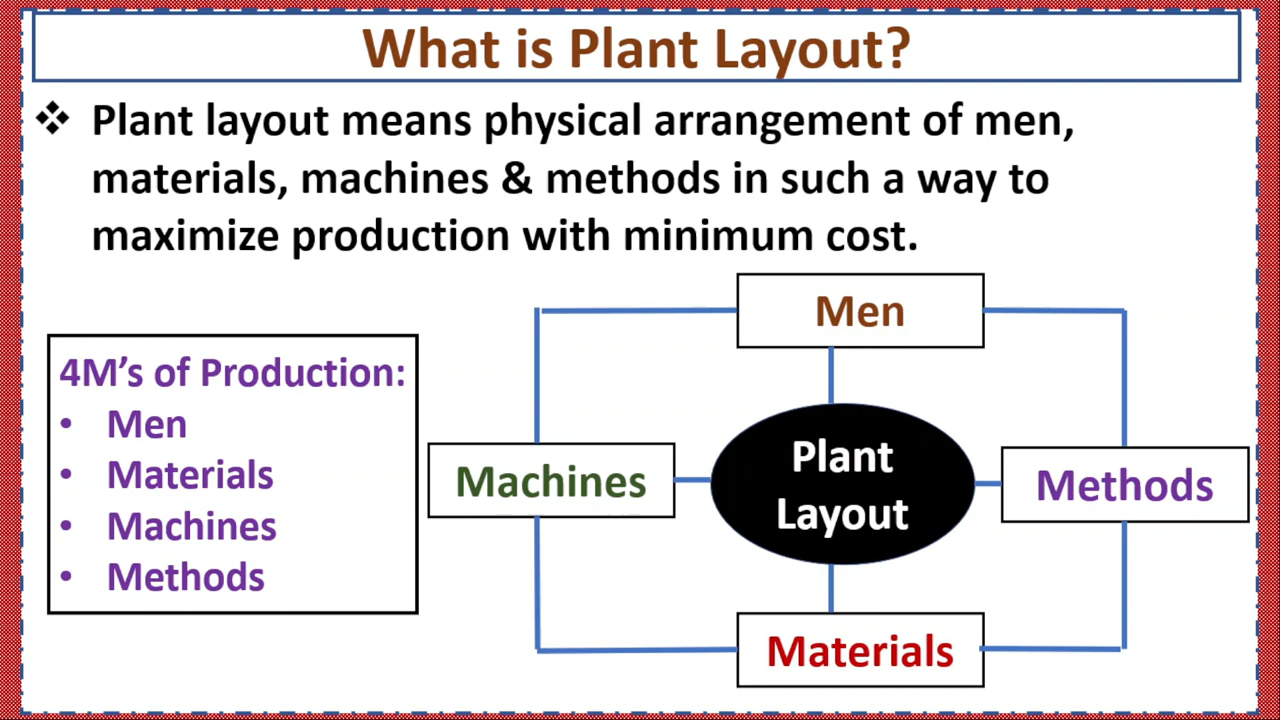 What is Plant Layout?
❖ Plant layout means physical arrangement of men,
materials, machines & methods in such a way to
maximize production with minimum cost.
4M’s of Production:
• Men
• Materials
• Machines
• Methods
Men
Machines
Plant
Layout
Methods
Materials